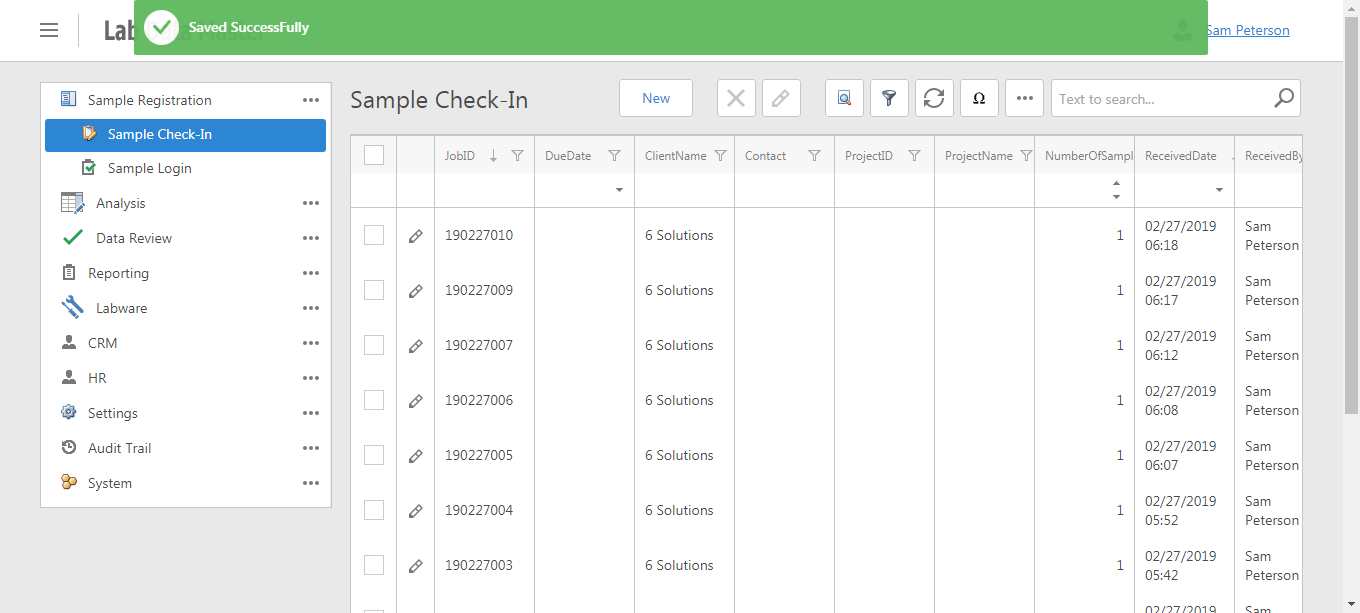 Lab
Saved SuccessFully
Sam Peterson
Sample Registration
Sample Check-In
Sample Login
Analysis
Data Review
Reporting
Labware
CRM
HR
Settings
Audit Trail
System
Sample Check-In
New
Ω
Text to search...
JobID DueDate ClientName Contact ProjectID ProjectName NumberOfSampl ReceivedDate ReceivedBy
190227010 6 Solutions 1 02/27/2019 06:18 Sam Peterson
190227009 6 Solutions 1 02/27/2019 06:17 Sam Peterson
190227007 6 Solutions 1 02/27/2019 06:12 Sam Peterson
190227006 6 Solutions 1 02/27/2019 06:08 Sam Peterson
190227005 6 Solutions 1 02/27/2019 06:07 Sam Peterson
190227004 6 Solutions 1 02/27/2019 05:52 Sam Peterson
190227003 6 Solutions 1 02/27/2019 05:42 Sam Peterson
02/27/2019 Sam